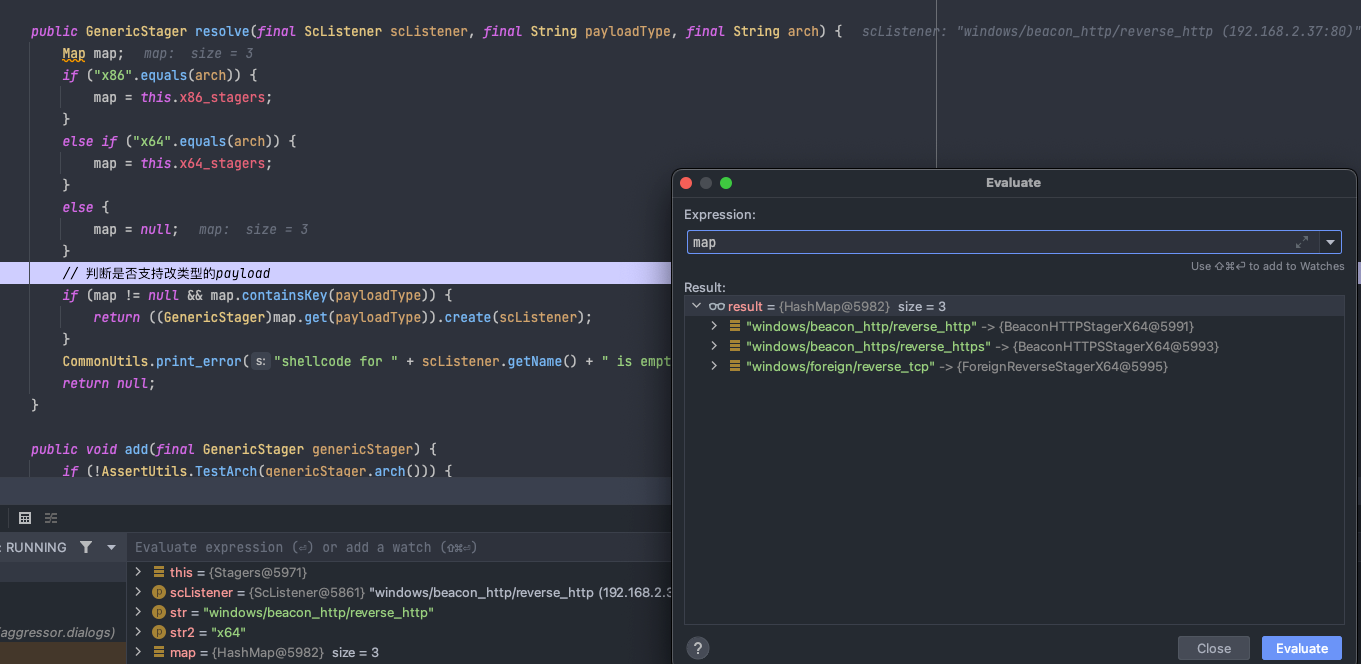 public GenericStager resolve(final ScListener scListener, final String payloadType, final String arch) {  scListener: "windows/beacon_http/reverse_http (192.168.2.37:80)"
Map map;  map:  size = 3
if ("x86".equals(arch)) {
map = this.x86_stagers;
}
else if ("x64".equals(arch)) {
map = this.x64_stagers;
}
else {
map = null;  map:  size = 3
}
// 判断是否支持改类型的payload
if (map != null && map.containsKey(payloadType)) {
return ((GenericStager)map.get(payloadType)).create(scListener);
}
CommonUtils.print_error( s: "shellcode for " + scListener.getName() + " is empt
return null;
}
public void add(final GenericStager genericStager) {
if (!AssertUtils.TestArch(genericStager.arch())) {
Evaluate
Expression:
map
Use ⇧⌘⏎ to add to Watches
Result:
result = {HashMap@5982}  size = 3
"windows/beacon_http/reverse_http" -> {BeaconHTTPStagerX64@5991}
"windows/beacon_https/reverse_https" -> {BeaconHTTPSStagerX64@5993}
"windows/foreign/reverse_tcp" -> {ForeignReverseStagerX64@5995}
? Close Evaluate
: RUNNING
Evaluate expression (⏎) or add a watch (⇧⌘⏎)
this = {Stagers@5971}
scListener = {ScListener@5861} "windows/beacon_http/reverse_http (192.168.2.3
str = "windows/beacon_http/reverse_http"
str2 = "x64"
aggressor.dialogs)
map = {HashMap@5982}  size = 3